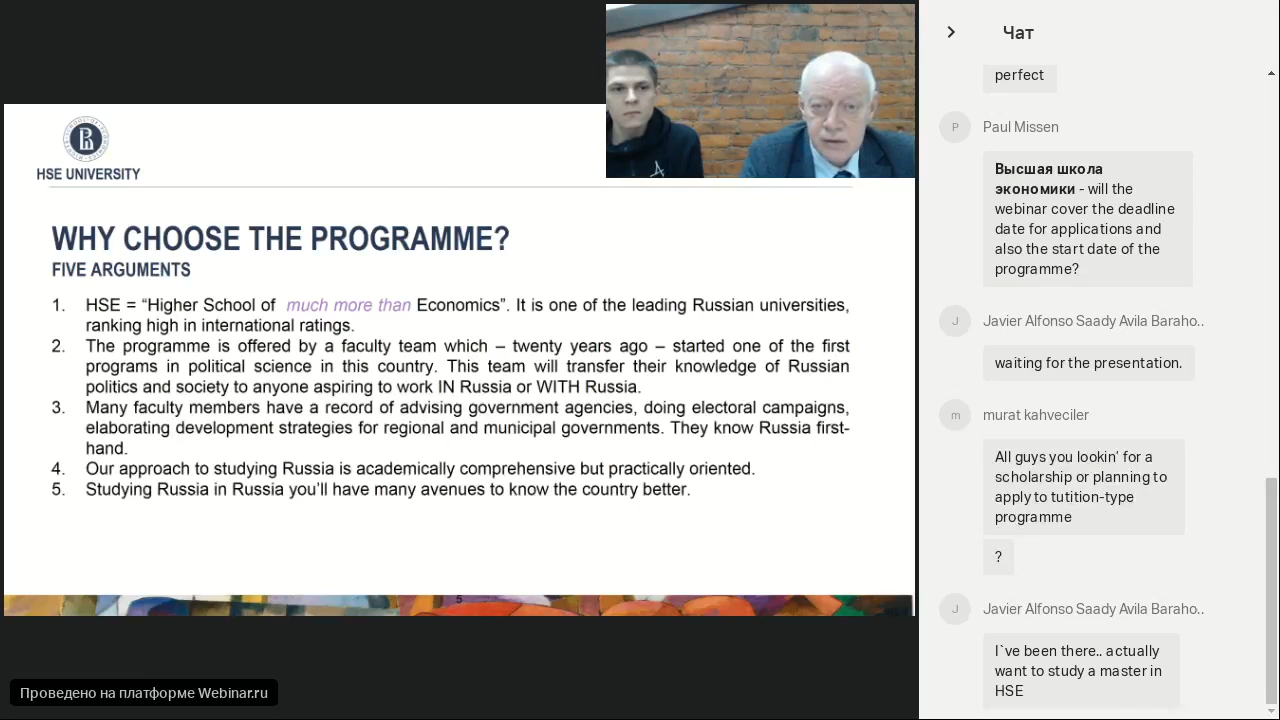 HSE UNIVERSITY
WHY CHOOSE THE PROGRAMME?
FIVE ARGUMENTS
1. HSE = “Higher School of much more than Economics”. It is one of the leading Russian universities,
ranking high in international ratings.
2. The programme is offered by a faculty team which – twenty years ago – started one of the first
programs in political science in this country. This team will transfer their knowledge of Russian
politics and society to anyone aspiring to work IN Russia or WITH Russia.
3. Many faculty members have a record of advising government agencies, doing electoral campaigns,
elaborating development strategies for regional and municipal governments. They know Russia first-
hand.
4. Our approach to studying Russia is academically comprehensive but practically oriented.
5. Studying Russia in Russia you’ll have many avenues to know the country better.
5
Проведено на платформе Webinar.ru
Чат
perfect
P
Paul Missen
Высшая школа
экономики - will the
webinar cover the deadline
date for applications and
also the start date of the
programme?
J
Javier Alfonso Saady Avila Baraho..
waiting for the presentation.
m
murat kahveciler
All guys you lookin’ for a
scholarship or planning to
apply to tutition-type
programme
?
J
Javier Alfonso Saady Avila Baraho..
I`ve been there.. actually
want to study a master in
HSE